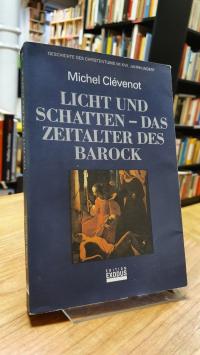 GESCHICHTE DES CHRISTENTUMS IM XVII. JAHRHUNDERT
Michel Clévenot
LICHT UND
SCHATTEN – DAS
ZEITALTER DES
BAROCK
EDITION
EXODUS